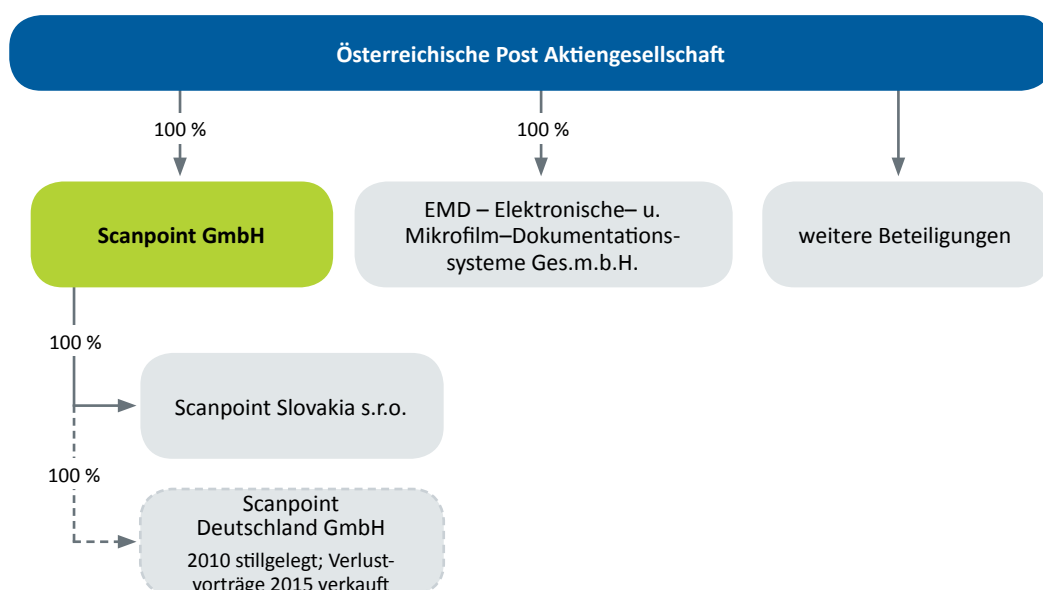 Österreichische Post Aktiengesellschaft
100 %
100 %
Scanpoint GmbH
EMD – Elektronische– u.
Mikrofilm–Dokumentations-
systeme Ges.m.b.H.
weitere Beteiligungen
100 %
Scanpoint Slovakia s.r.o.
100 %
Scanpoint
Deutschland GmbH
2010 stillgelegt; Verlust-
vorträge 2015 verkauft